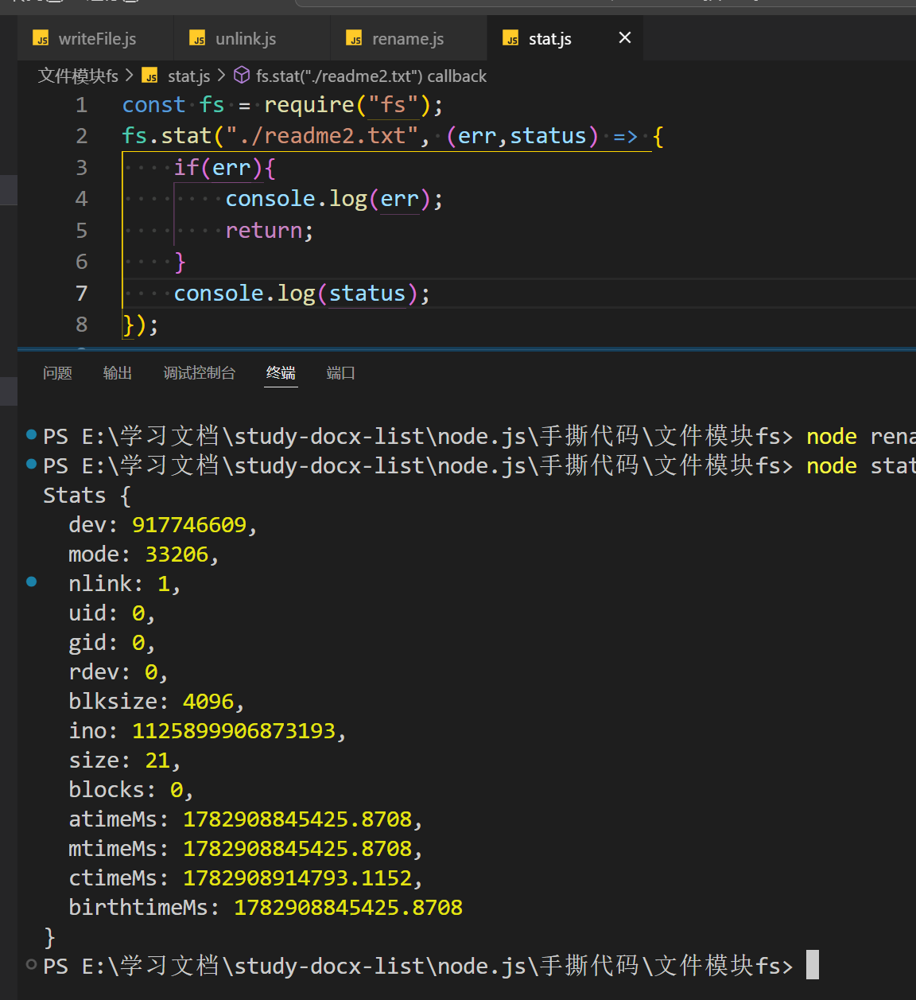 writeFile.js unlink.js rename.js stat.js
文件模块fs > stat.js > fs.stat("./readme2.txt") callback
1 const fs = require("fs");
2 fs.stat("./readme2.txt", (err,status) => {
3 if(err){
4 console.log(err);
5 return;
6 }
7 console.log(status);
8 });
问题 输出 调试控制台 终端 端口
PS E:\学习文档\study-docx-list\node.js\手撕代码\文件模块fs> node rena
PS E:\学习文档\study-docx-list\node.js\手撕代码\文件模块fs> node stat
Stats {
dev: 917746609,
mode: 33206,
nlink: 1,
uid: 0,
gid: 0,
rdev: 0,
blksize: 4096,
ino: 1125899906873193,
size: 21,
blocks: 0,
atimeMs: 1782908845425.8708,
mtimeMs: 1782908845425.8708,
ctimeMs: 1782908914793.1152,
birthtimeMs: 1782908845425.8708
}
PS E:\学习文档\study-docx-list\node.js\手撕代码\文件模块fs>